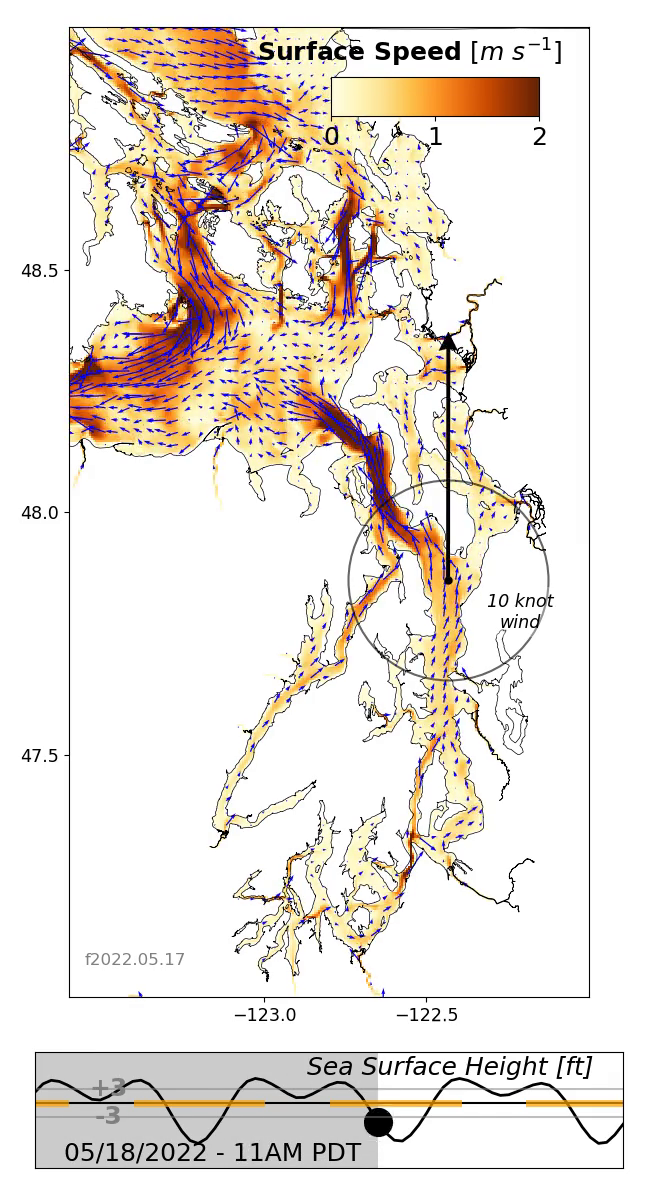 Surface Speed [m s⁻¹]
0 1 2
48.5
48.0
47.5
10 knot
wind
f2022.05.17
−123.0 −122.5
Sea Surface Height [ft]
+3
-3
05/18/2022 - 11AM PDT